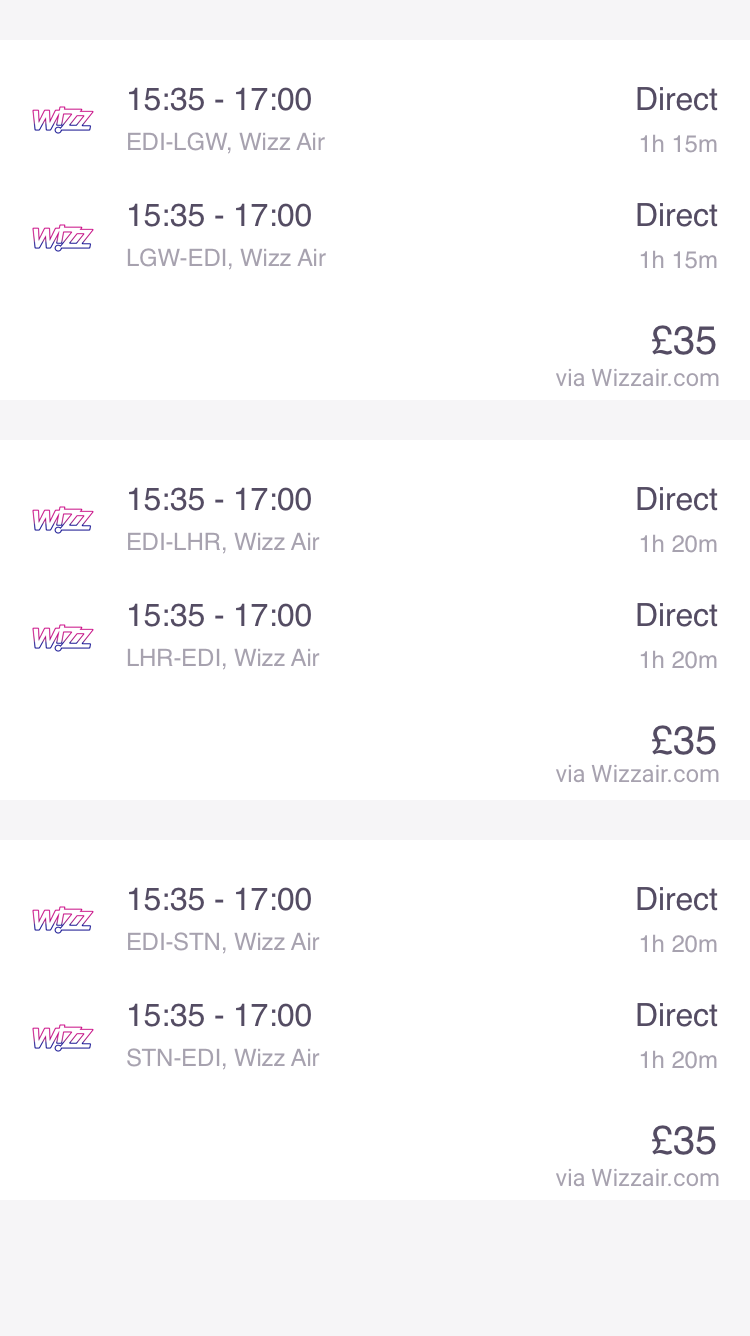 15:35 - 17:00 Direct
WIZZ
EDI-LGW, Wizz Air 1h 15m
15:35 - 17:00 Direct
WIZZ
LGW-EDI, Wizz Air 1h 15m
£35
via Wizzair.com
15:35 - 17:00 Direct
WIZZ
EDI-LHR, Wizz Air 1h 20m
15:35 - 17:00 Direct
WIZZ
LHR-EDI, Wizz Air 1h 20m
£35
via Wizzair.com
15:35 - 17:00 Direct
WIZZ
EDI-STN, Wizz Air 1h 20m
15:35 - 17:00 Direct
WIZZ
STN-EDI, Wizz Air 1h 20m
£35
via Wizzair.com